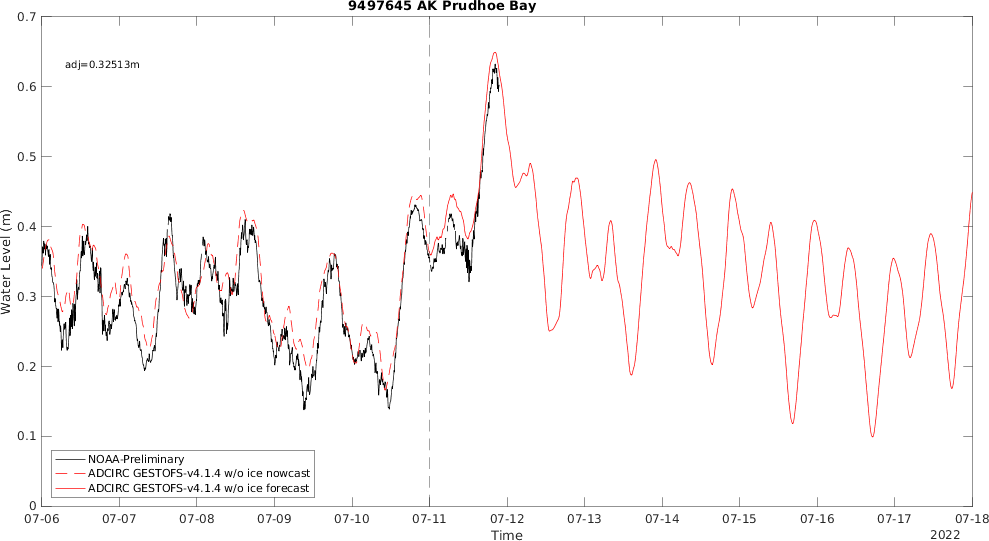 9497645 AK Prudhoe Bay
0.7
0.6
0.5
0.4
0.3
0.2
0.1
0
Water Level (m)
adj=0.32513m
NOAA-Preliminary
ADCIRC GESTOFS-v4.1.4 w/o ice nowcast
ADCIRC GESTOFS-v4.1.4 w/o ice forecast
07-06 07-07 07-08 07-09 07-10 07-11 07-12 07-13 07-14 07-15 07-16 07-17 07-18
Time
2022